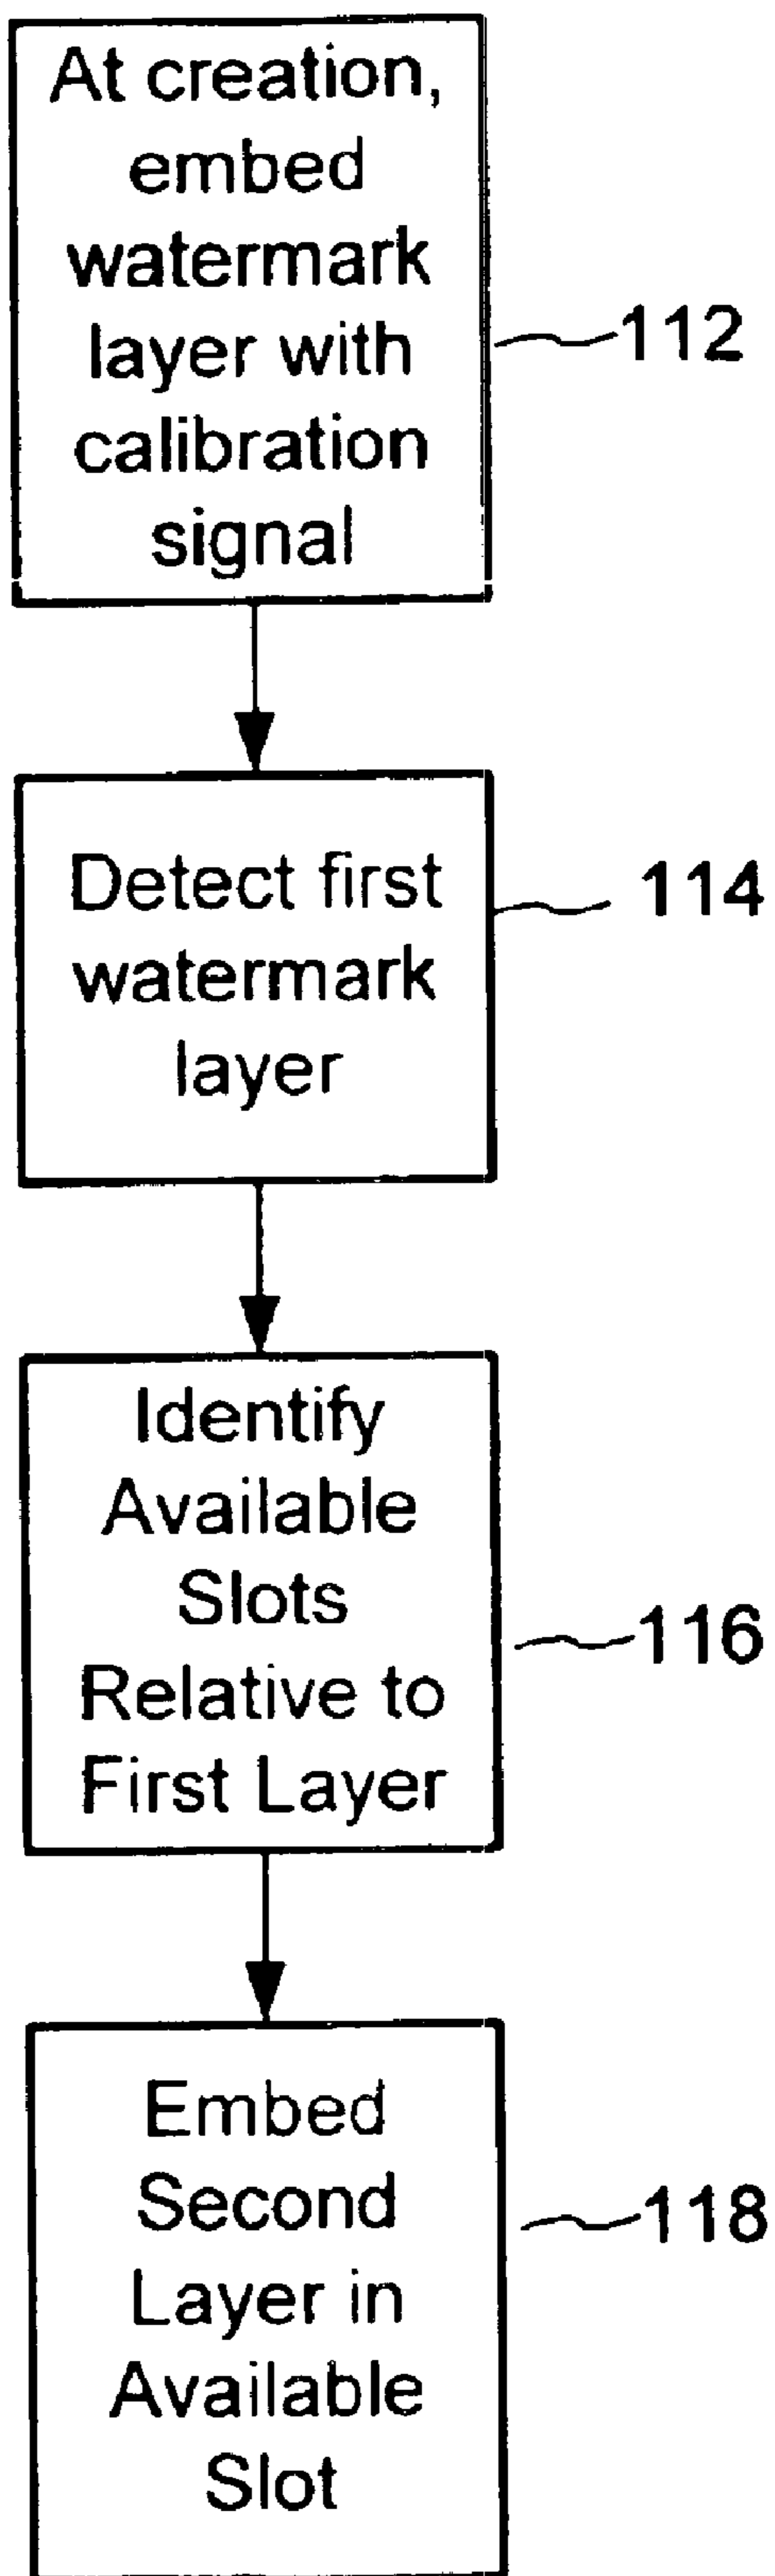 At creation,
embed
watermark
layer with
calibration
signal
112
Detect first
watermark
layer
114
Identify
Available
Slots
Relative to
First Layer
116
Embed
Second
Layer in
Available
Slot
118